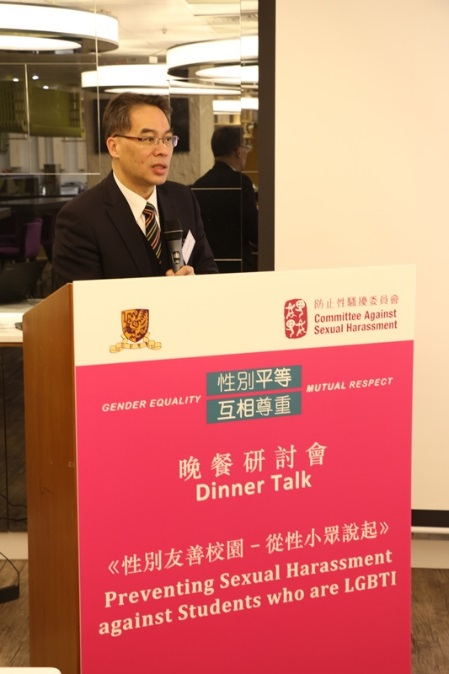 防止性騷擾委員會
Committee Against
Sexual Harassment
GENDER EQUALITY
性別平等
互相尊重
MUTUAL RESPECT
晚餐研討會
Dinner Talk
《性別友善校園 – 從性小眾說起》
Preventing Sexual Harassment
against Students who are LGBTI